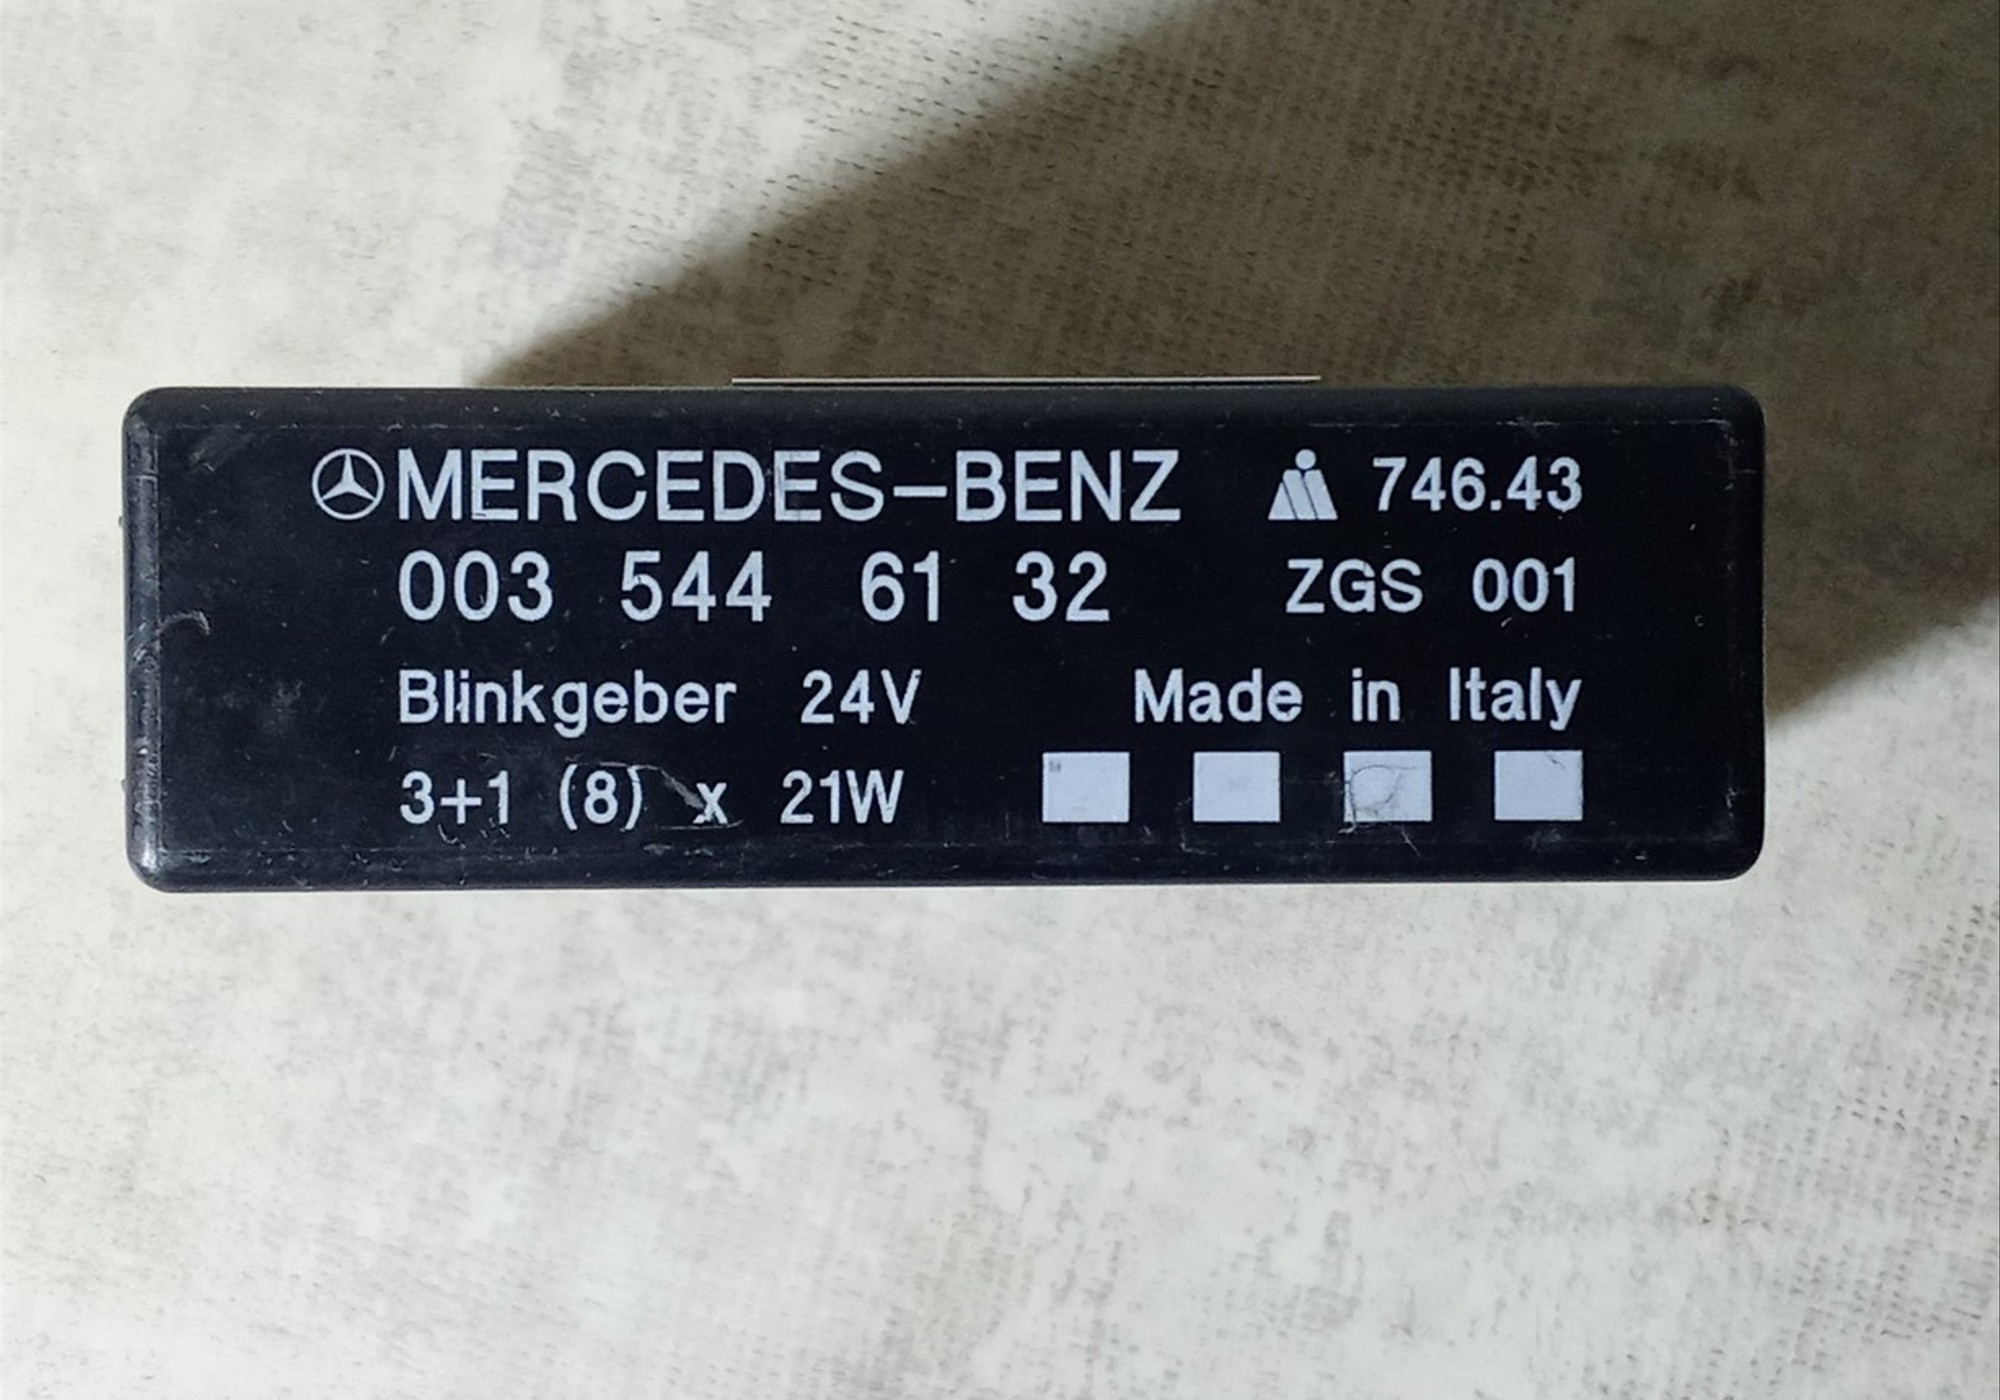 MERCEDES-BENZ 746.43
003 544 61 32 ZGS 001
Blinkgeber 24V Made in Italy
3+1 (8) x 21W